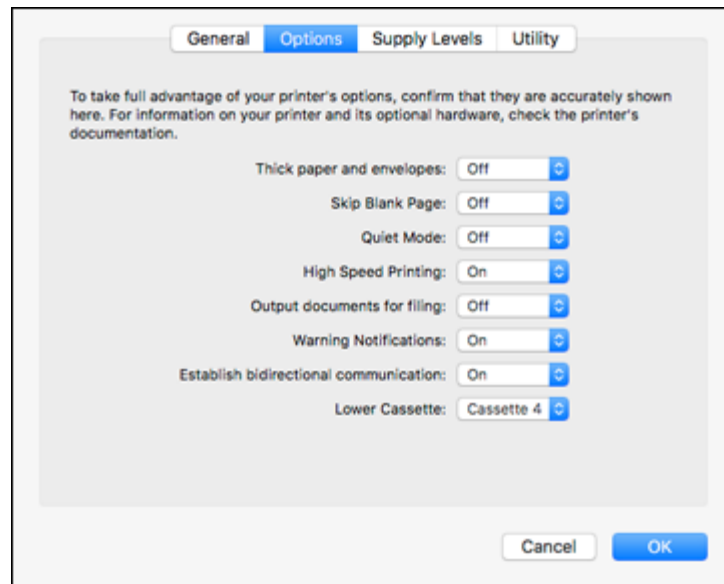 General Options Supply Levels Utility
To take full advantage of your printer's options, confirm that they are accurately shown
here. For information on your printer and its optional hardware, check the printer's
documentation.
Thick paper and envelopes: Off
Skip Blank Page: Off
Quiet Mode: Off
High Speed Printing: On
Output documents for filing: Off
Warning Notifications: On
Establish bidirectional communication: On
Lower Cassette: Cassette 4
Cancel OK